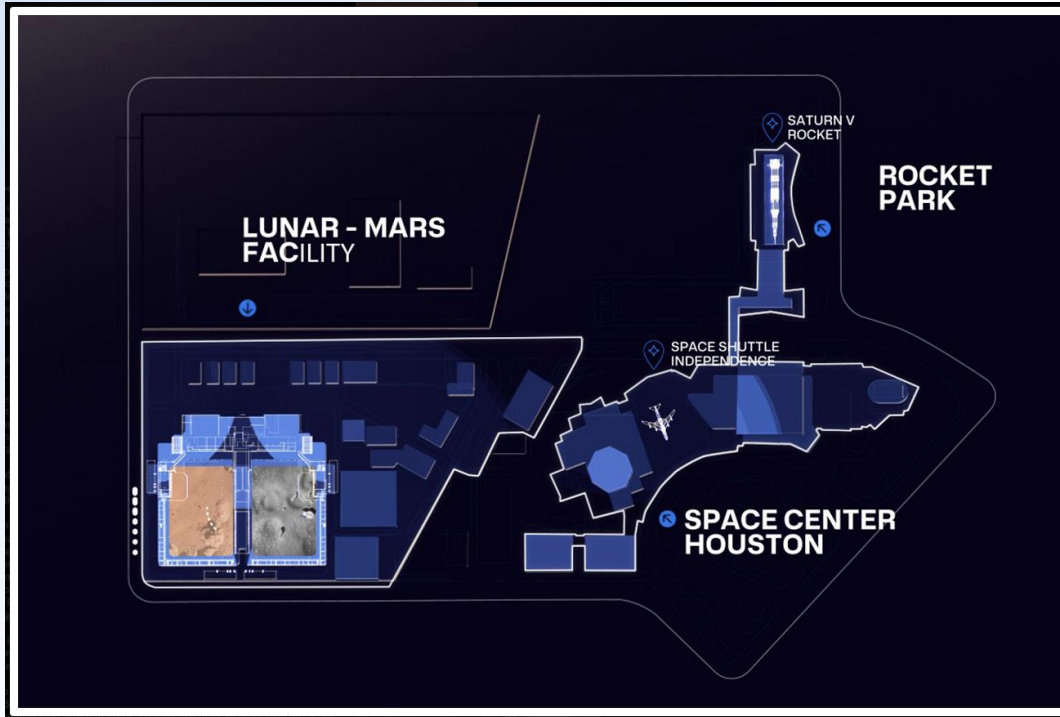 SATURN V
ROCKET
ROCKET
PARK
LUNAR - MARS
FACILITY
SPACE SHUTTLE
INDEPENDENCE
SPACE CENTER
HOUSTON